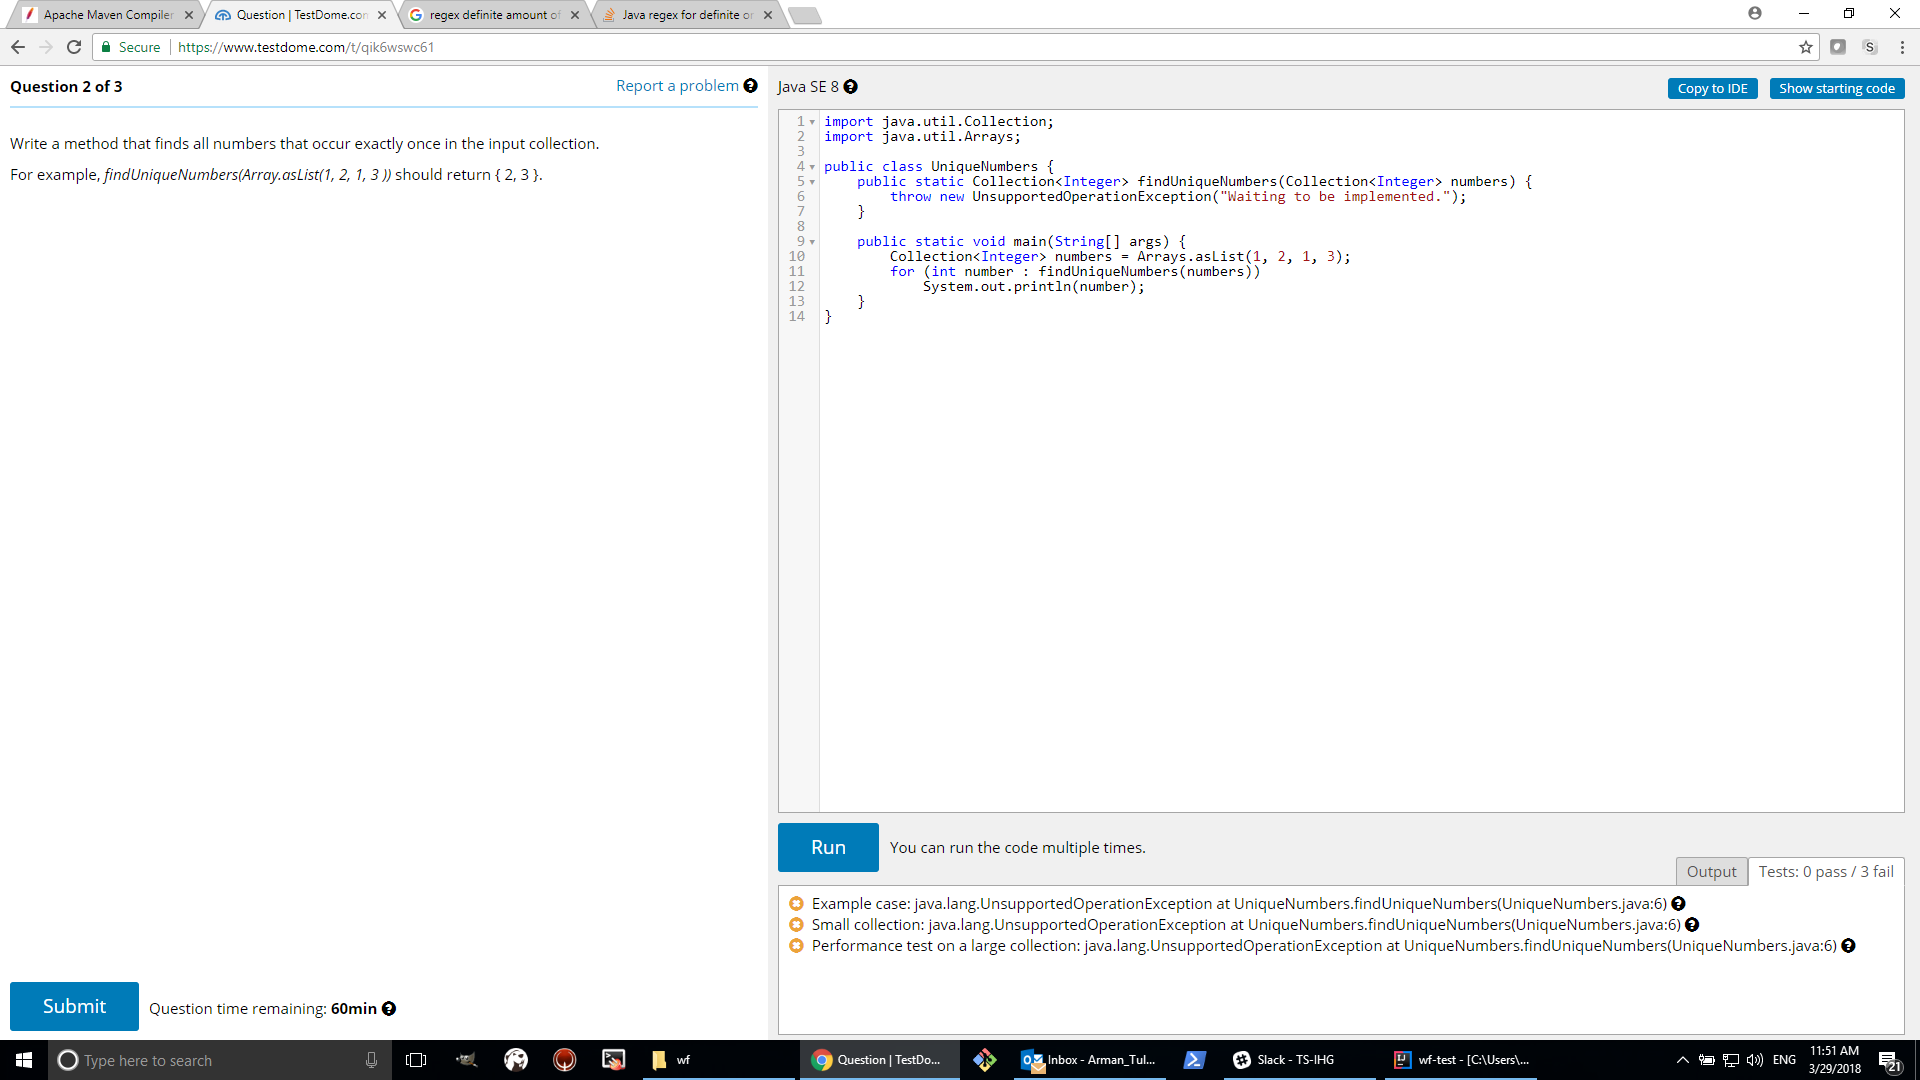 Apache Maven Compiler
Question | TestDome.com
regex definite amount of
Java regex for definite or
Secure
https://www.testdome.com/t/qik6wswc61
S
Question 2 of 3
Report a problem
Java SE 8
Copy to IDE
Show starting code
Write a method that finds all numbers that occur exactly once in the input collection.
For example, findUniqueNumbers(Array.asList(1, 2, 1, 3 )) should return { 2, 3 }.
1 import java.util.Collection;
2 import java.util.Arrays;
3
4 public class UniqueNumbers {
5     public static Collection<Integer> findUniqueNumbers(Collection<Integer> numbers) {
6         throw new UnsupportedOperationException("Waiting to be implemented.");
7     }
8
9     public static void main(String[] args) {
10         Collection<Integer> numbers = Arrays.asList(1, 2, 1, 3);
11         for (int number : findUniqueNumbers(numbers))
12             System.out.println(number);
13     }
14 }
Run
You can run the code multiple times.
Output
Tests: 0 pass / 3 fail
Example case: java.lang.UnsupportedOperationException at UniqueNumbers.findUniqueNumbers(UniqueNumbers.java:6)
Small collection: java.lang.UnsupportedOperationException at UniqueNumbers.findUniqueNumbers(UniqueNumbers.java:6)
Performance test on a large collection: java.lang.UnsupportedOperationException at UniqueNumbers.findUniqueNumbers(UniqueNumbers.java:6)
Submit
Question time remaining: 60min
Type here to search
wf
Question | TestDo...
Inbox - Arman_Tul...
Slack - TS-IHG
wf-test - [C:\Users\...
ENG
11:51 AM
3/29/2018
21